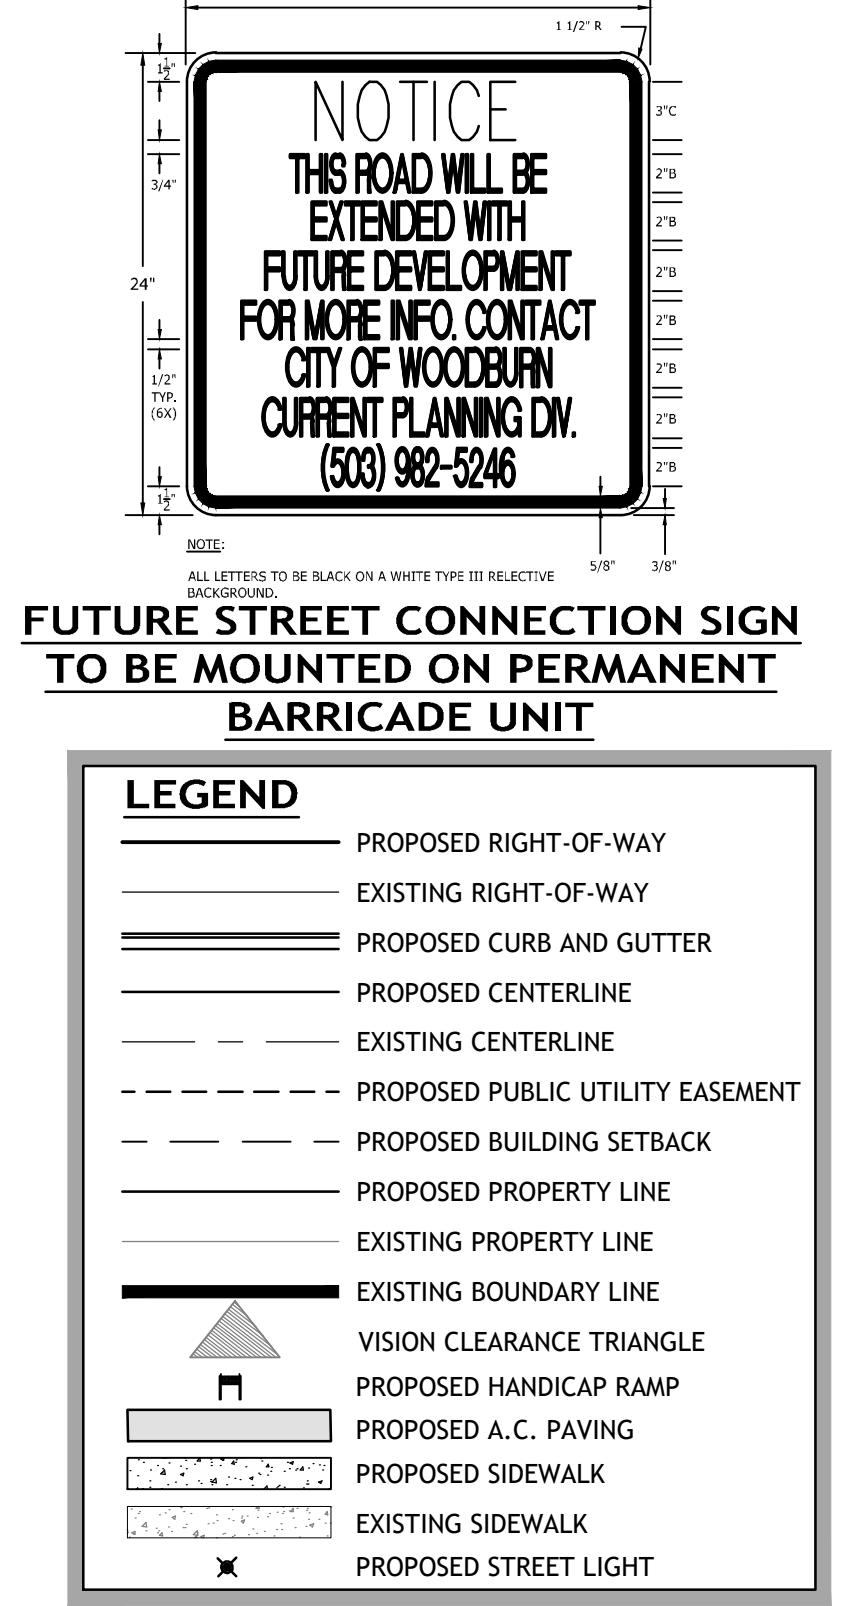 1 1/2" R
1 1/2"
NOTICE
3"C
THIS ROAD WILL BE
2"B
3/4"
EXTENDED WITH
2"B
24"
FUTURE DEVELOPMENT
2"B
FOR MORE INFO. CONTACT
2"B
1/2"
TYP.
(6X)
CITY OF WOODBURN
2"B
CURRENT PLANNING DIV.
2"B
(503) 982-5246
2"B
1 1/2"
5/8"
3/8"
NOTE:
ALL LETTERS TO BE BLACK ON A WHITE TYPE III RELECTIVE
BACKGROUND.
FUTURE STREET CONNECTION SIGN
TO BE MOUNTED ON PERMANENT
BARRICADE UNIT
LEGEND
PROPOSED RIGHT-OF-WAY
EXISTING RIGHT-OF-WAY
PROPOSED CURB AND GUTTER
PROPOSED CENTERLINE
EXISTING CENTERLINE
PROPOSED PUBLIC UTILITY EASEMENT
PROPOSED BUILDING SETBACK
PROPOSED PROPERTY LINE
EXISTING PROPERTY LINE
EXISTING BOUNDARY LINE
VISION CLEARANCE TRIANGLE
PROPOSED HANDICAP RAMP
PROPOSED A.C. PAVING
PROPOSED SIDEWALK
EXISTING SIDEWALK
PROPOSED STREET LIGHT